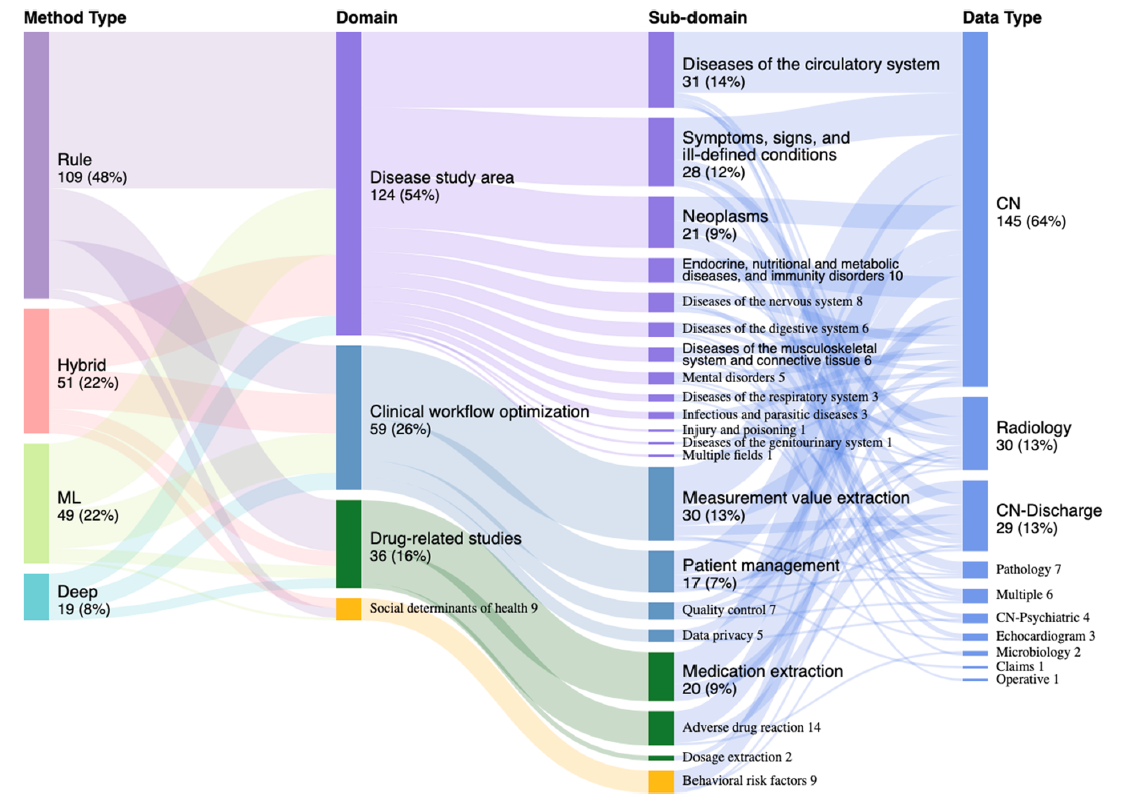 Method Type
Domain
Sub-domain
Data Type
Rule
109 (48%)
Hybrid
51 (22%)
ML
49 (22%)
Deep
19 (8%)
Disease study area
124 (54%)
Clinical workflow optimization
59 (26%)
Drug-related studies
36 (16%)
Social determinants of health 9
Diseases of the circulatory system
31 (14%)
Symptoms, signs, and
ill-defined conditions
28 (12%)
Neoplasms
21 (9%)
Endocrine, nutritional and metabolic
diseases, and immunity disorders 10
Diseases of the nervous system 8
Diseases of the digestive system 6
Diseases of the musculoskeletal
system and connective tissue 6
Mental disorders 5
Diseases of the respiratory system 3
Infectious and parasitic diseases 3
Injury and poisoning 1
Diseases of the genitourinary system 1
Multiple fields 1
Measurement value extraction
30 (13%)
Patient management
17 (7%)
Quality control 7
Data privacy 5
Medication extraction
20 (9%)
Adverse drug reaction 14
Dosage extraction 2
Behavioral risk factors 9
CN
145 (64%)
Radiology
30 (13%)
CN-Discharge
29 (13%)
Pathology 7
Multiple 6
CN-Psychiatric 4
Echocardiogram 3
Microbiology 2
Claims 1
Operative 1